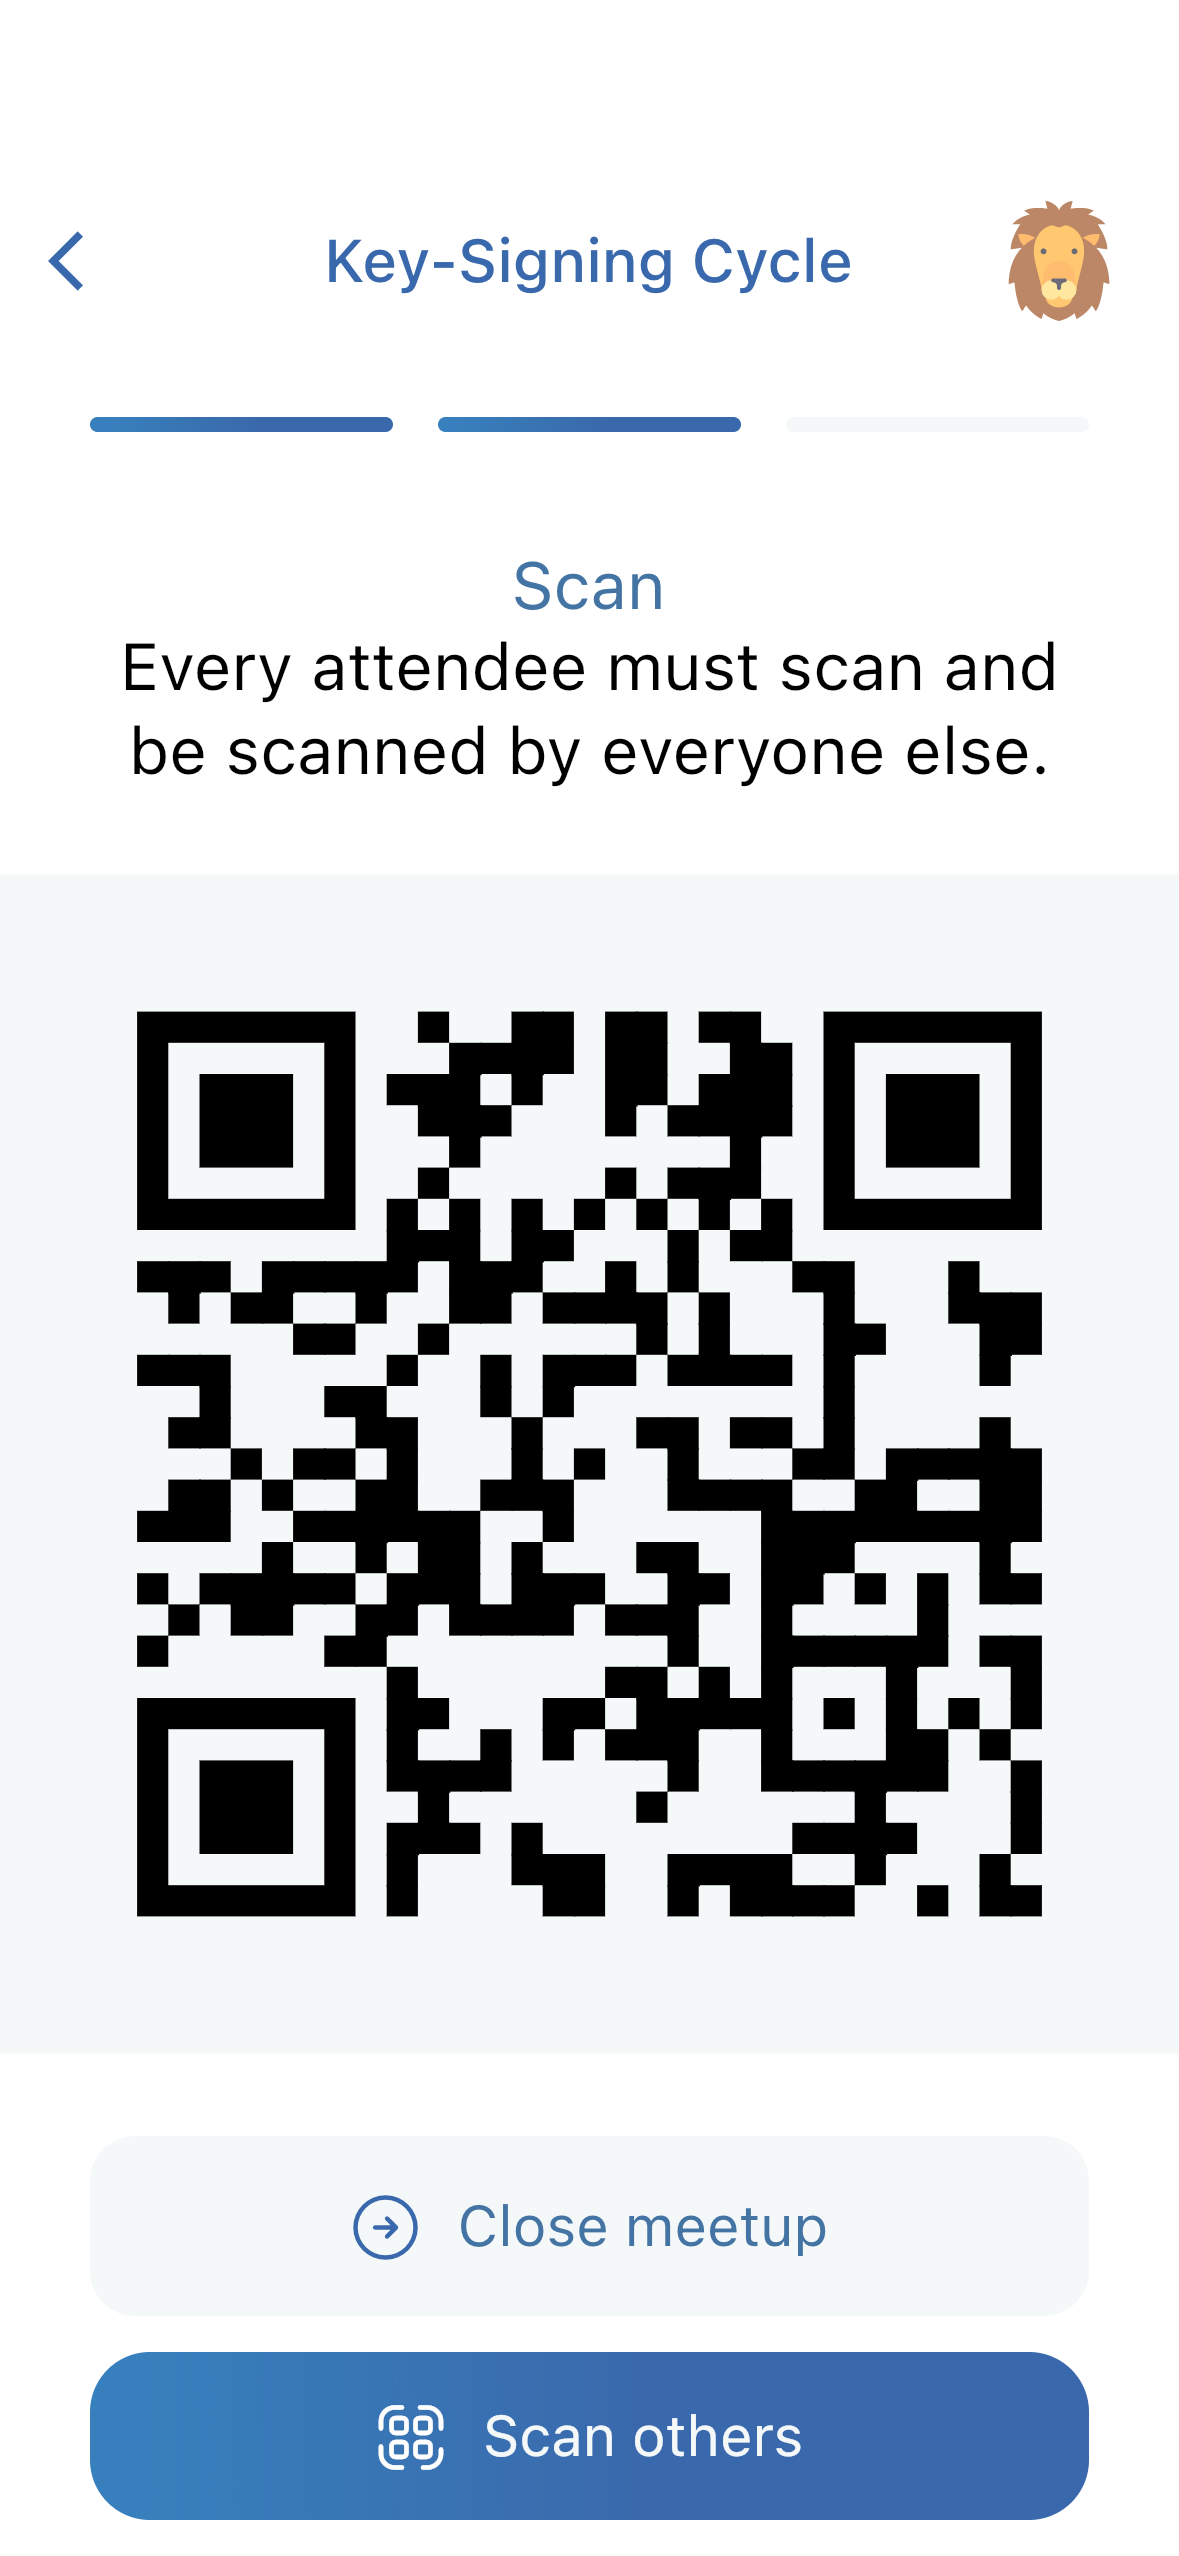 Key-Signing Cycle
Scan
Every attendee must scan and
be scanned by everyone else.
Close meetup
Scan others